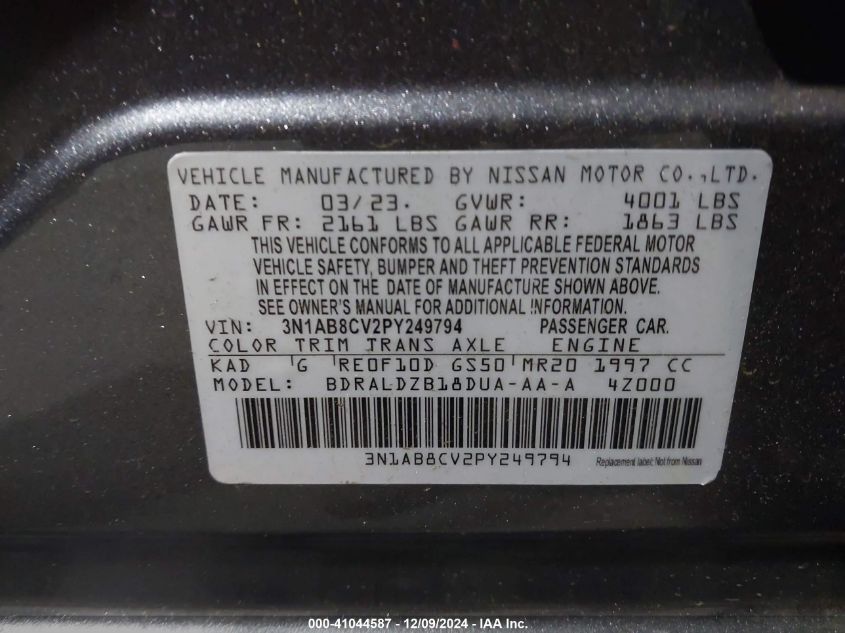 VEHICLE MANUFACTURED BY NISSAN MOTOR CO.,LTD.
DATE: 03/23. GVWR: 4001 LBS
GAWR FR: 2161 LBS GAWR RR: 1863 LBS
THIS VEHICLE CONFORMS TO ALL APPLICABLE FEDERAL MOTOR
VEHICLE SAFETY, BUMPER AND THEFT PREVENTION STANDARDS
IN EFFECT ON THE DATE OF MANUFACTURE SHOWN ABOVE.
SEE OWNER'S MANUAL FOR ADDITIONAL INFORMATION.
VIN: 3N1AB8CV2PY249794 PASSENGER CAR.
COLOR TRIM TRANS AXLE ENGINE
KAD G RE0F10D GS50 MR20 1997 CC
MODEL: BDRALDZB18DUA-AA-A 4Z000
3N1AB8CV2PY249794 Replacement label; Not from Nissan
000-41044587 - 12/09/2024 - IAA Inc.